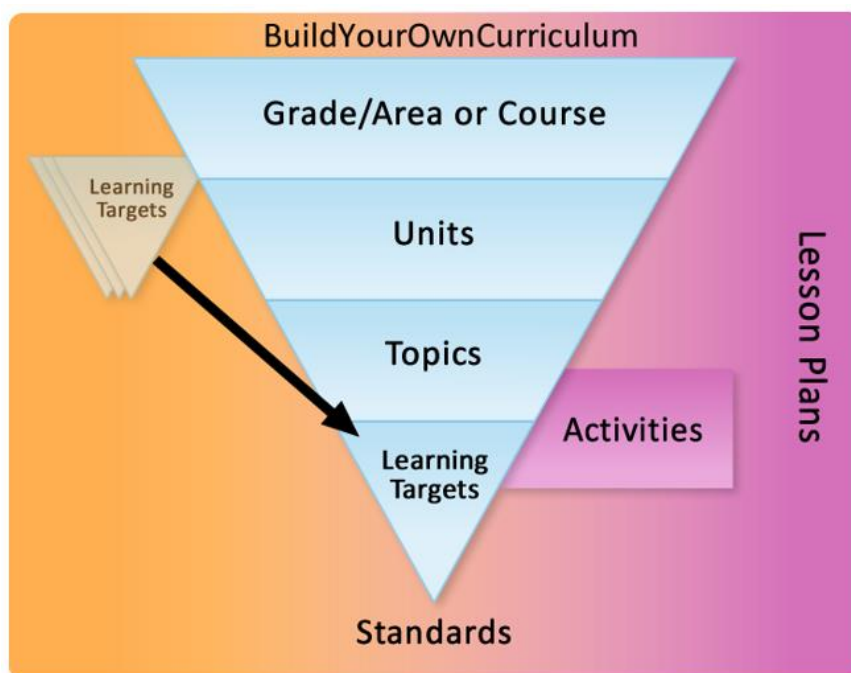 BuildYourOwnCurriculum
Grade/Area or Course
Learning
Targets
Units
Topics
Activities
Learning
Targets
Lesson Plans
Standards